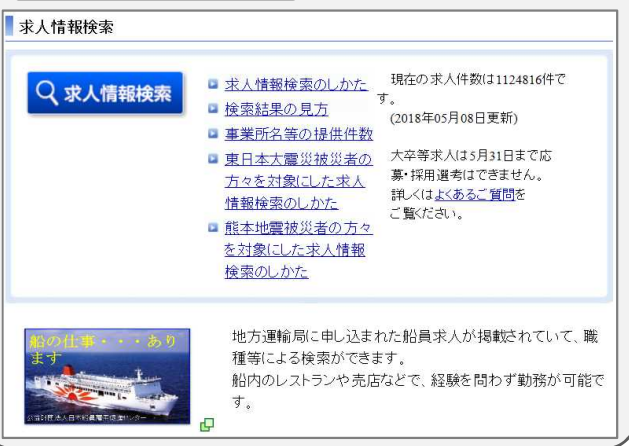 求人情報検索
求人情報検索
求人情報検索のしかた
検索結果の見方
事業所名等の提供件数
東日本大震災被災者の
方々を対象にした求人
情報検索のしかた
熊本地震被災者の方々
を対象にした求人情報
検索のしかた
現在の求人件数は1124816件で
す。
(2018年05月08日更新)
大卒等求人は5月31日まで応
募・採用選考はできません。
詳しくはよくあるご質問を
ご覧ください。
船の仕事・・・あり
ます
地方運輸局に申し込まれた船員求人が掲載されていて、職
種等による検索ができます。
船内のレストランや売店などで、経験を問わず勤務が可能で
す。